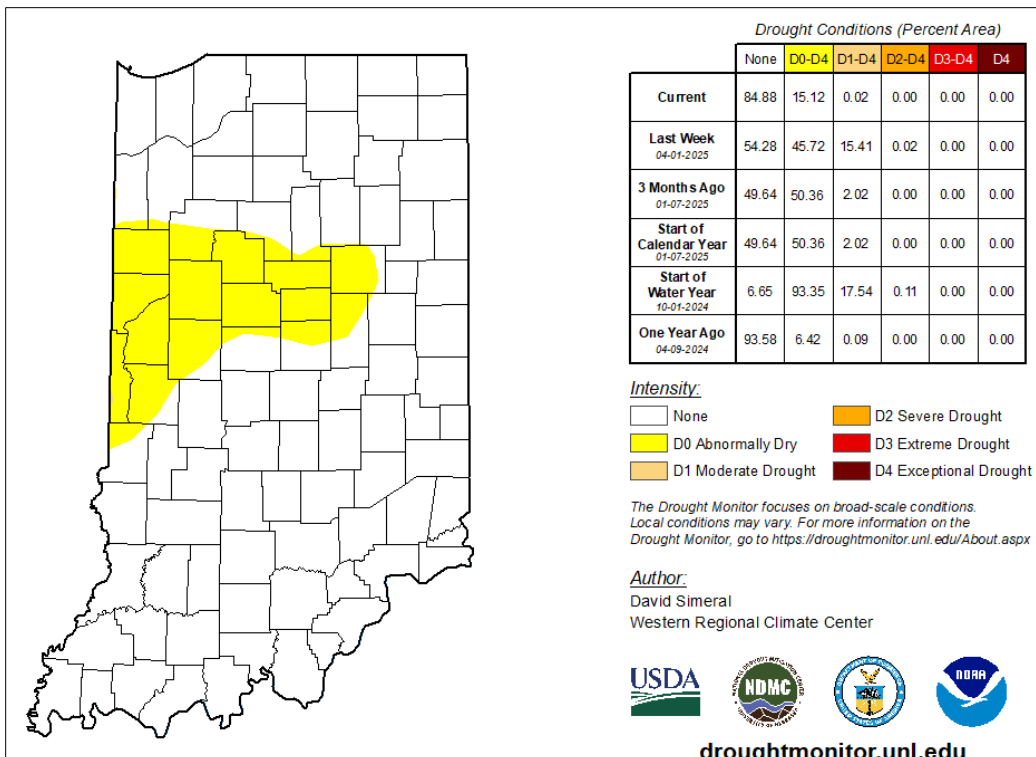 Drought Conditions (Percent Area)
None D0-D4 D1-D4 D2-D4 D3-D4 D4
Current 84.88 15.12 0.02 0.00 0.00 0.00
Last Week
04-01-2025 54.28 45.72 15.41 0.02 0.00 0.00
3 Months Ago
01-07-2025 49.64 50.36 2.02 0.00 0.00 0.00
Start of
Calendar Year
01-07-2025 49.64 50.36 2.02 0.00 0.00 0.00
Start of
Water Year
10-01-2024 6.65 93.35 17.54 0.11 0.00 0.00
One Year Ago
04-09-2024 93.58 6.42 0.09 0.00 0.00 0.00
Intensity:
None
D0 Abnormally Dry
D1 Moderate Drought
D2 Severe Drought
D3 Extreme Drought
D4 Exceptional Drought
The Drought Monitor focuses on broad-scale conditions.
Local conditions may vary. For more information on the
Drought Monitor, go to https://droughtmonitor.unl.edu/About.aspx
Author:
David Simeral
Western Regional Climate Center
USDA
NDMC
NOAA
droughtmonitor.unl.edu